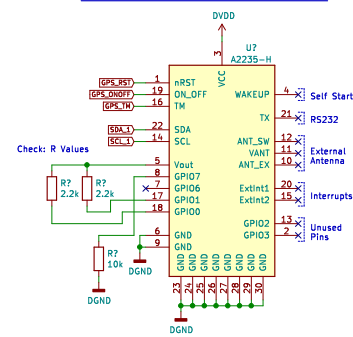 DVDD
U?
A2235-H
3
VCC
GPS_RST 1 nRST
GPS_ONOFF 19 ON_OFF
GPS_TM 16 TM
SDA_1 22 SDA
SCL_1 14 SCL
WAKEUP 4 Self Start
TX 21 RS232
ANT_SW 12
VANT 11 External
ANT_EX 10 Antenna
Check: R Values
5 Vout
8 GPIO7
7 GPIO6
17 GPIO1
18 GPIO0
R? R?
2.2k 2.2k
ExtInt1 20
ExtInt2 15 Interrupts
GPIO2 13 Unused
GPIO3 2 Pins
6 GND
9 GND
R?
10k
DGND
DGND
GND GND GND GND GND GND GND GND
23 24 25 26 27 28 29 30
DGND